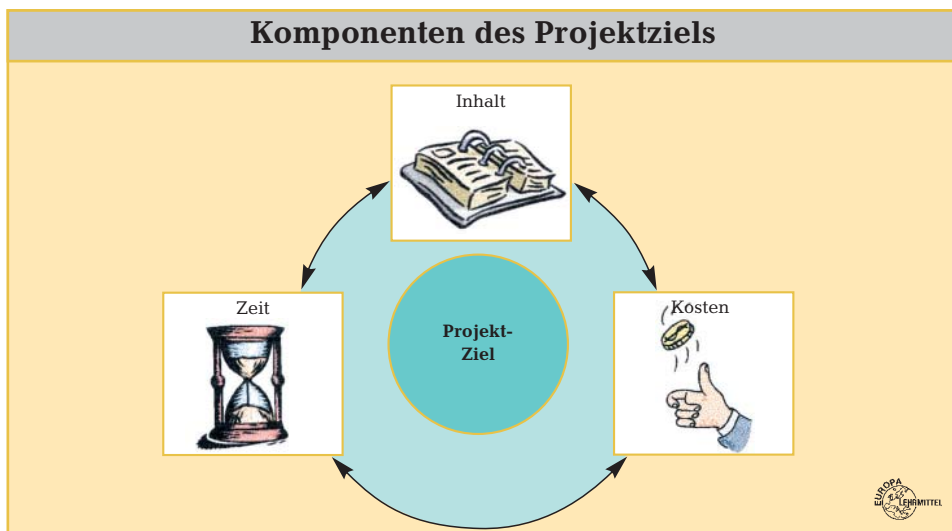 Komponenten des Projektziels
Inhalt
Zeit
Kosten
Projekt-
Ziel
EUROPA
LEHRMITTEL